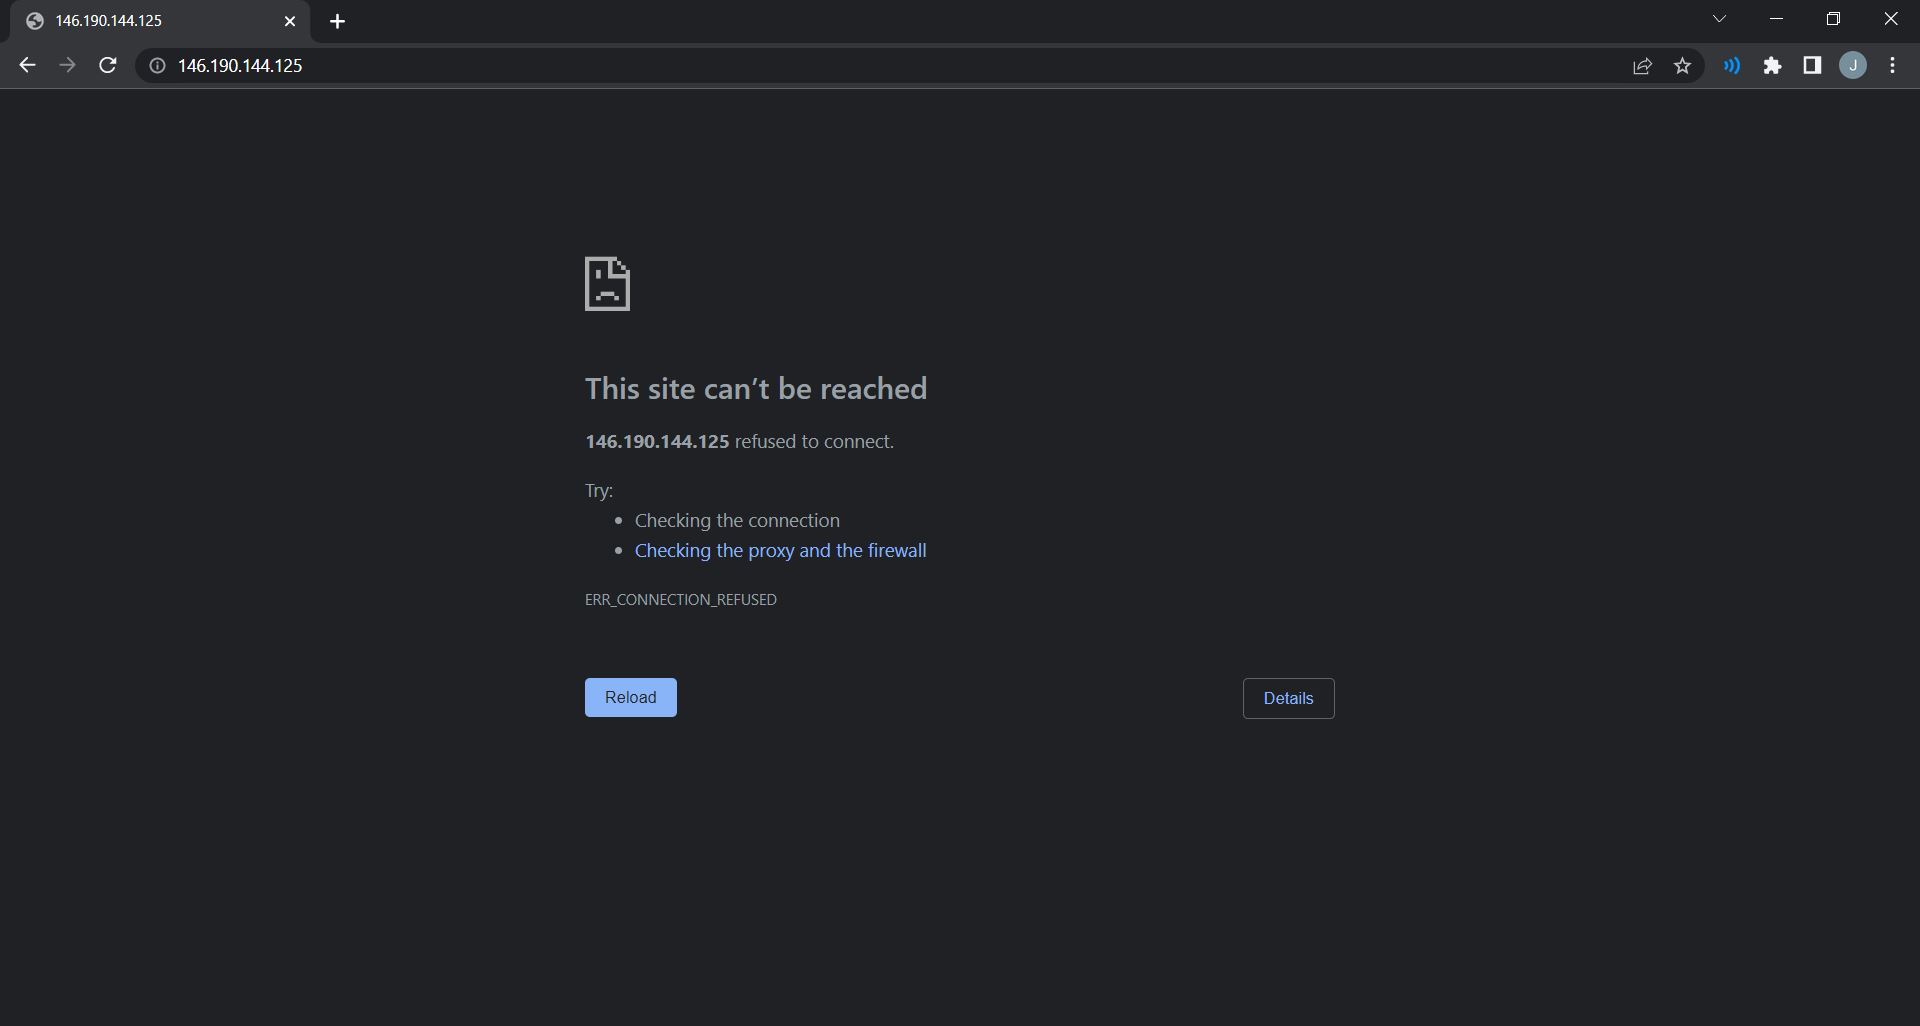 146.190.144.125
146.190.144.125
J
This site can’t be reached
146.190.144.125 refused to connect.
Try:
• Checking the connection
• Checking the proxy and the firewall
ERR_CONNECTION_REFUSED
Reload
Details